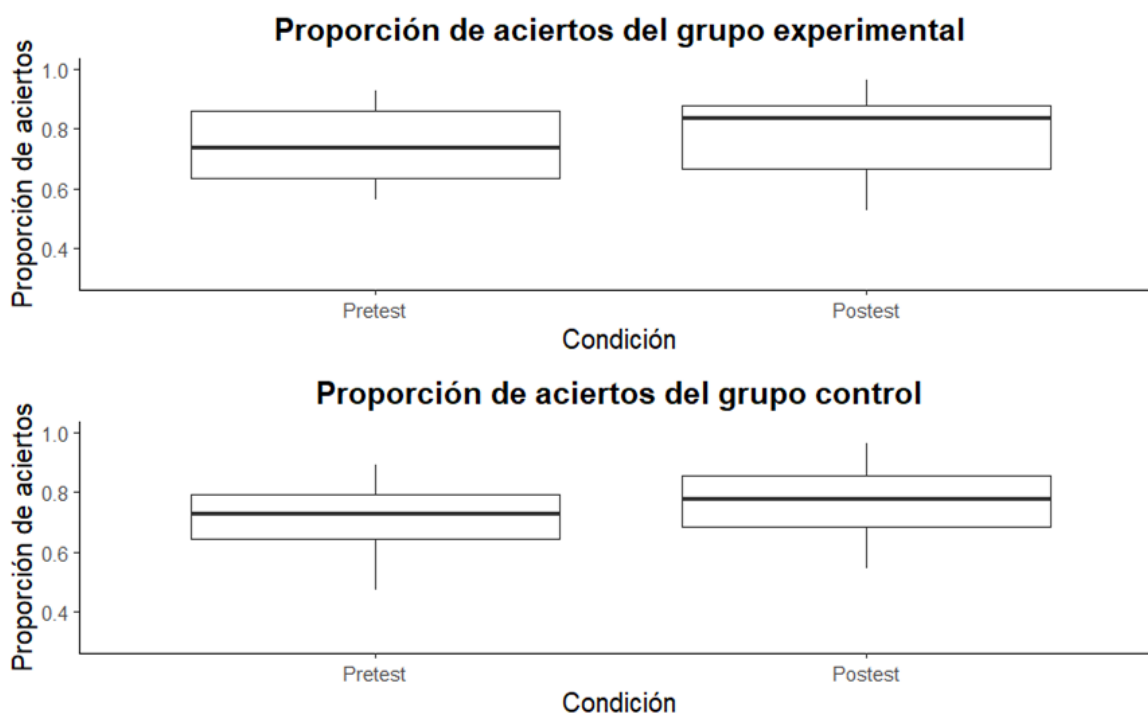 Proporción de aciertos del grupo experimental
Proporción de aciertos
1.0
0.8
0.6
0.4
Pretest
Postest
Condición
Proporción de aciertos del grupo control
Proporción de aciertos
1.0
0.8
0.6
0.4
Pretest
Postest
Condición